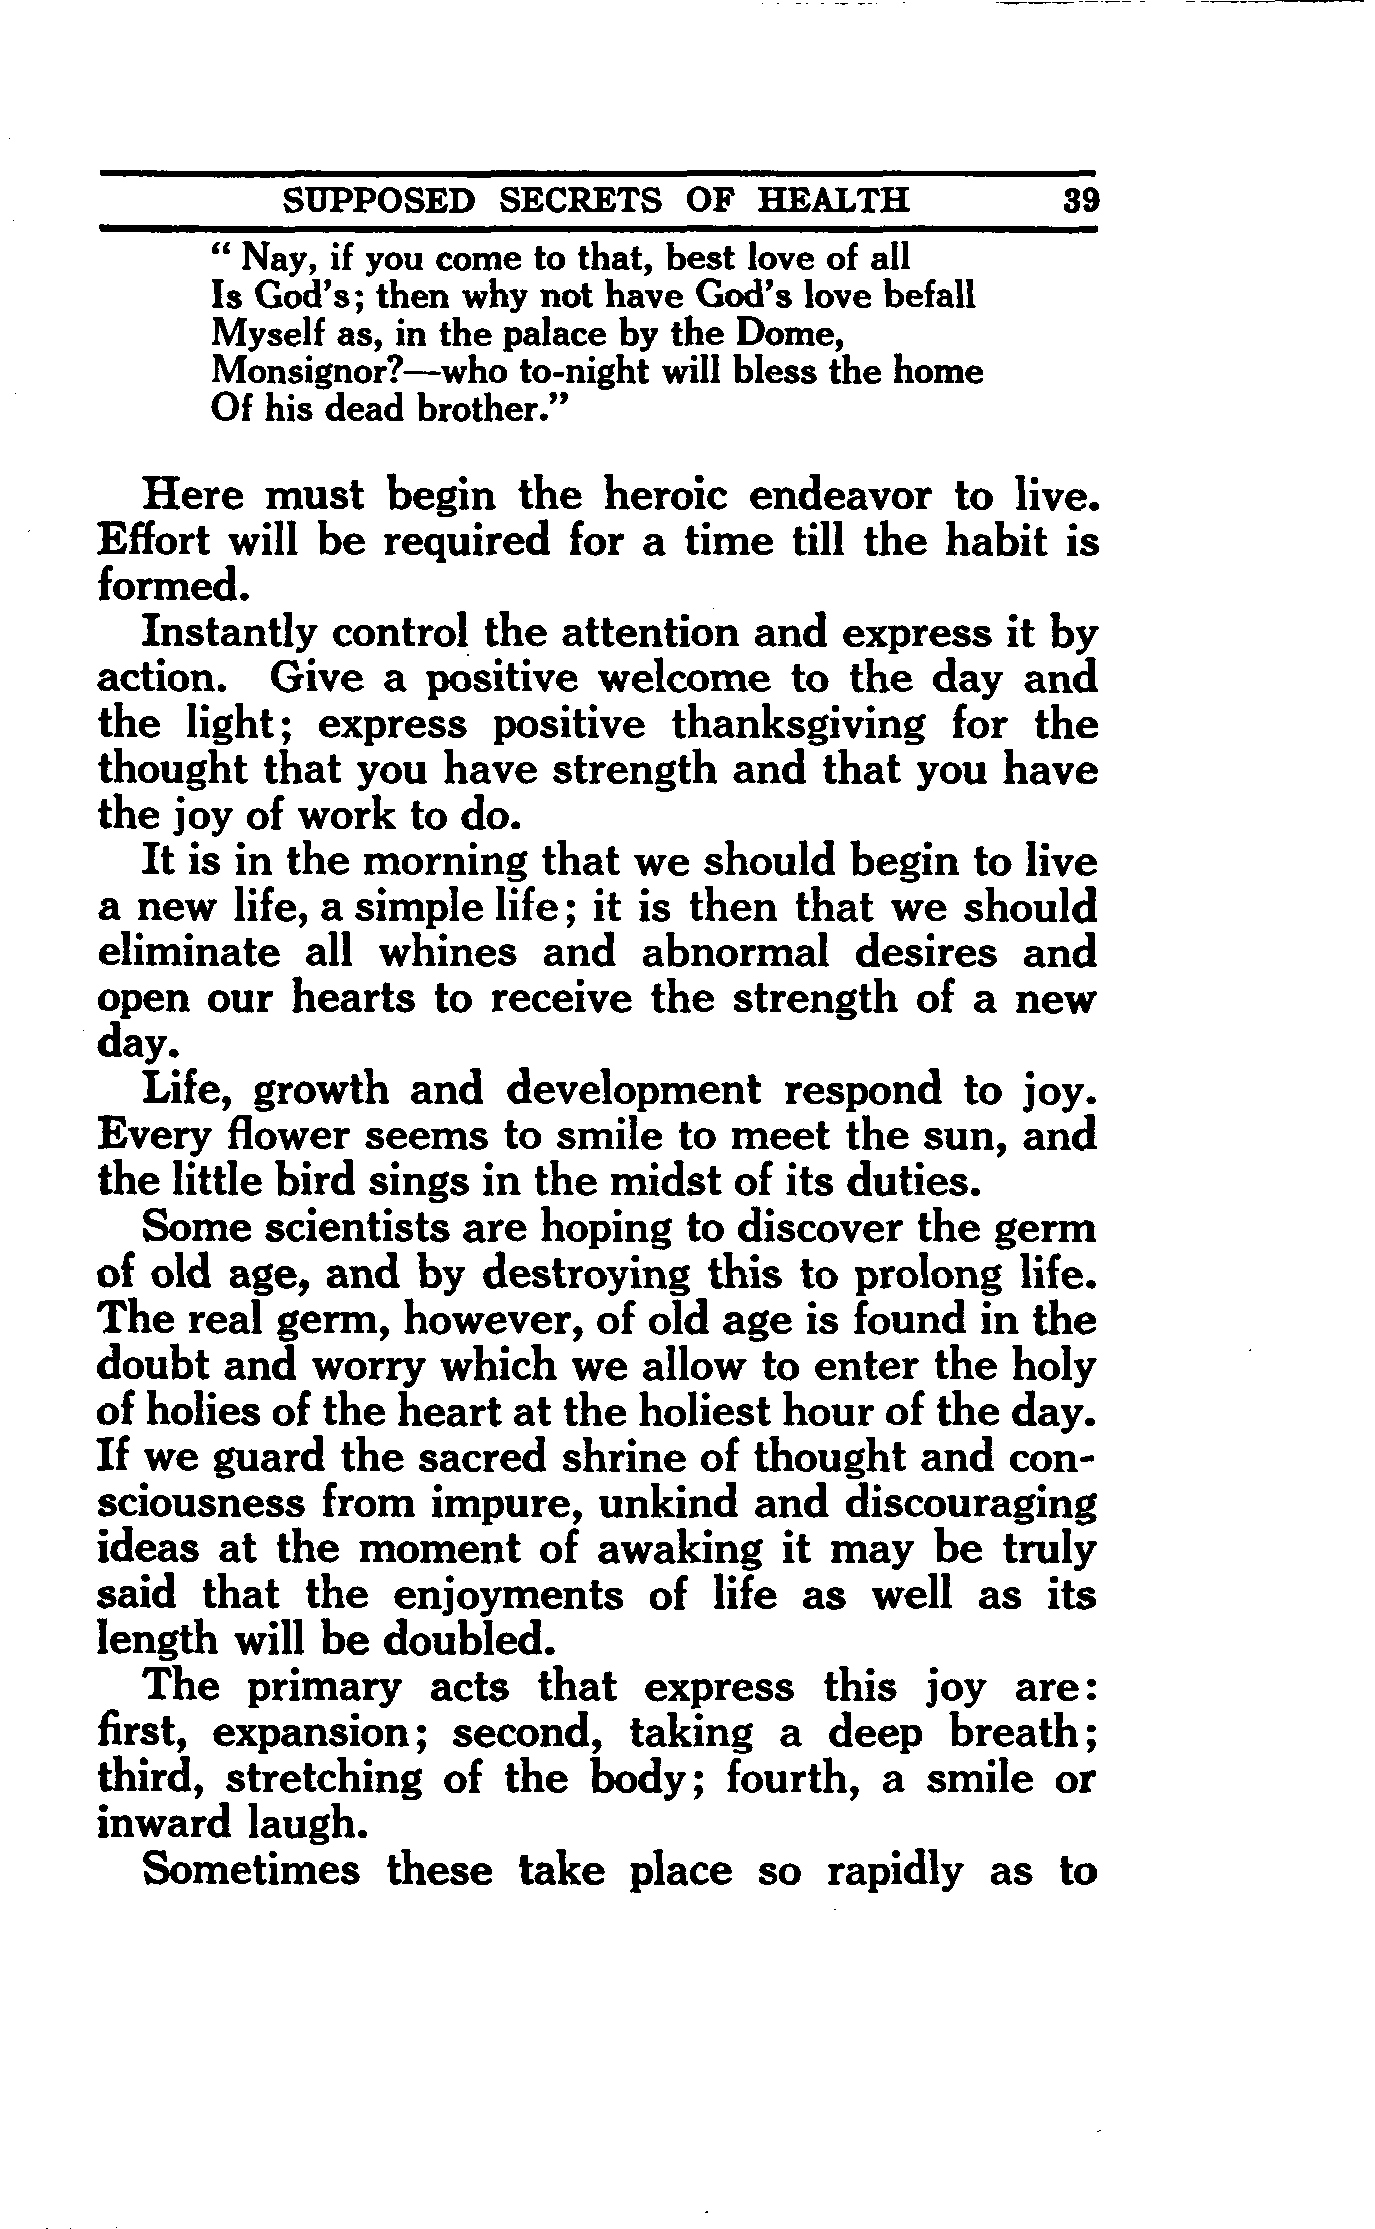 SUPPOSED SECRETS OF HEALTH 39
“ Nay, if you come to that, best love of all
Is God’s; then why not have God’s love befall
Myself as, in the palace by the Dome,
Monsignor?—who to-night will bless the home
Of his dead brother.”
Here must begin the heroic endeavor to live.
Effort will be required for a time till the habit is
formed.
Instantly control the attention and express it by
action. Give a positive welcome to the day and
the light; express positive thanksgiving for the
thought that you have strength and that you have
the joy of work to do.
It is in the morning that we should begin to live
a new life, a simple life; it is then that we should
eliminate all whines and abnormal desires and
open our hearts to receive the strength of a new
day.
Life, growth and development respond to joy.
Every flower seems to smile to meet the sun, and
the little bird sings in the midst of its duties.
Some scientists are hoping to discover the germ
of old age, and by destroying this to prolong life.
The real germ, however, of old age is found in the
doubt and worry which we allow to enter the holy
of holies of the heart at the holiest hour of the day.
If we guard the sacred shrine of thought and con-
sciousness from impure, unkind and discouraging
ideas at the moment of awaking it may be truly
said that the enjoyments of life as well as its
length will be doubled.
The primary acts that express this joy are:
first, expansion; second, taking a deep breath;
third, stretching of the body; fourth, a smile or
inward laugh.
Sometimes these take place so rapidly as to